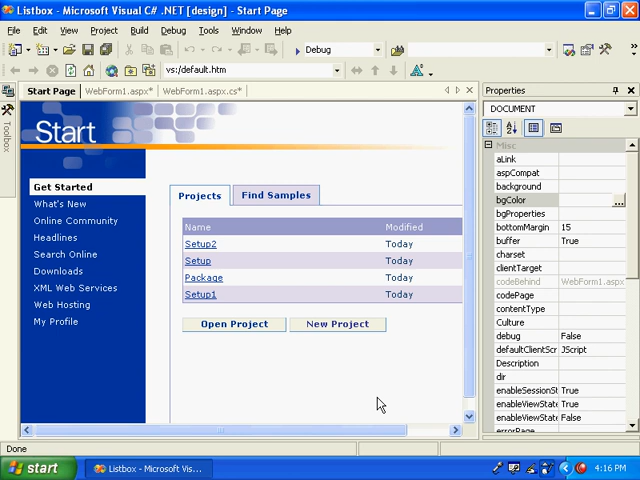 Listbox - Microsoft Visual C# .NET [design] - Start Page
File Edit View Project Build Debug Tools Window Help
Debug
vs:/default.htm
Start Page WebForm1.aspx* WebForm1.aspx.cs*
Toolbox
Start
Get Started
What's New
Online Community
Headlines
Search Online
Downloads
XML Web Services
Web Hosting
My Profile
Projects Find Samples
Name Modified
Setup2 Today
Setup Today
Package Today
Setup1 Today
Open Project New Project
Properties
DOCUMENT
Misc
aLink
aspCompat
background
bgColor ...
bgProperties
bottomMargin 15
buffer True
charset
clientTarget
codeBehind WebForm1.aspx
codePage
contentType
Culture
debug False
defaultClientScr JScript
Description
dir
enableSessionSt True
enableViewState True
enableViewState False
errorPage
Done
start Listbox - Microsoft Vis... 4:16 PM